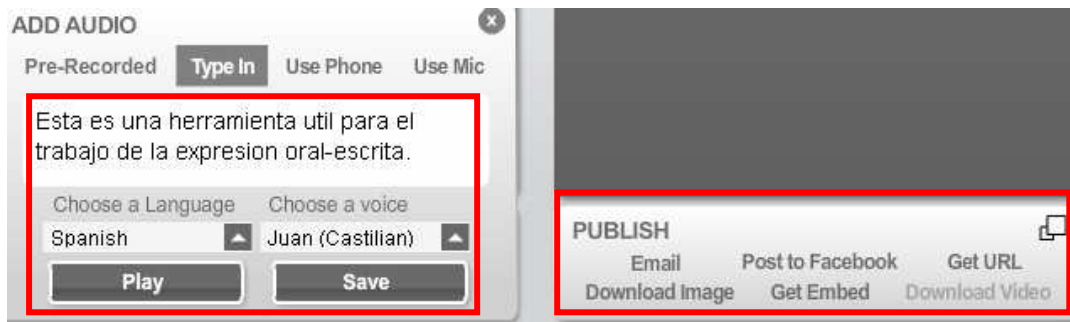 ADD AUDIO
Pre-Recorded Type In Use Phone Use Mic
Esta es una herramienta util para el
trabajo de la expresion oral-escrita.
Choose a Language Choose a voice
Spanish Juan (Castilian)
Play Save
PUBLISH
Email Post to Facebook Get URL
Download Image Get Embed Download Video